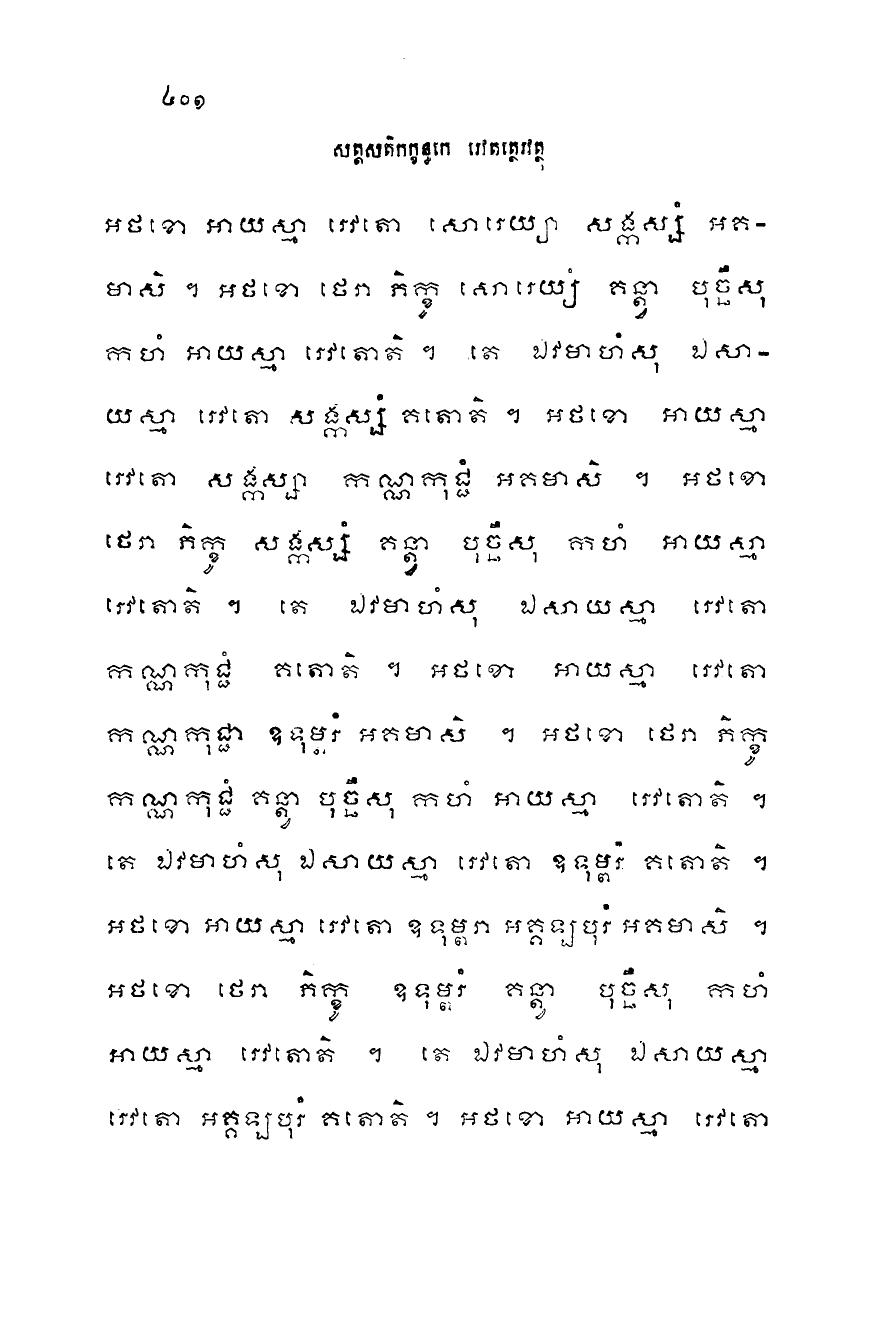 ៤០១
សត្តសតិកក្ខន្ធកេ រេវតត្ថេរវត្ថុ
អថខោ អាយស្មា រេវតោ សោរេយ្យា សង្កស្សំ អគ-
មាសិ ។ អថខោ ថេរា ភិក្ខូ សោរេយ្យំ គន្ត្វា បុច្ឆឹសុ
កហំ អាយស្មា រេវតោតិ ។ តេ ឯវមាហំសុ ឯសា-
យស្មា រេវតោ សង្កស្សំ គតោតិ ។ អថខោ អាយស្មា
រេវតោ សង្កស្សា កណ្ណកុជ្ជំ អគមាសិ ។ អថខោ
ថេរា ភិក្ខូ សង្កស្សំ គន្ត្វា បុច្ឆឹសុ កហំ អាយស្មា
រេវតោតិ ។ តេ ឯវមាហំសុ ឯសាយស្មា រេវតោ
កណ្ណកុជ្ជំ គតោតិ ។ អថខោ អាយស្មា រេវតោ
កណ្ណកុជ្ជា ឧទុម្ពរំ អគមាសិ ។ អថខោ ថេរា ភិក្ខូ
កណ្ណកុជ្ជំ គន្ត្វា បុច្ឆឹសុ កហំ អាយស្មា រេវតោតិ ។
តេ ឯវមាហំសុ ឯសាយស្មា រេវតោ ឧទុម្ពរំ គតោតិ ។
អថខោ អាយស្មា រេវតោ ឧទុម្ពរា អគ្គឡបុរំ អគមាសិ ។
អថខោ ថេរា ភិក្ខូ ឧទុម្ពរំ គន្ត្វា បុច្ឆឹសុ កហំ
អាយស្មា រេវតោតិ ។ តេ ឯវមាហំសុ ឯសាយស្មា
រេវតោ អគ្គឡបុរំ គតោតិ ។ អថខោ អាយស្មា រេវតោ